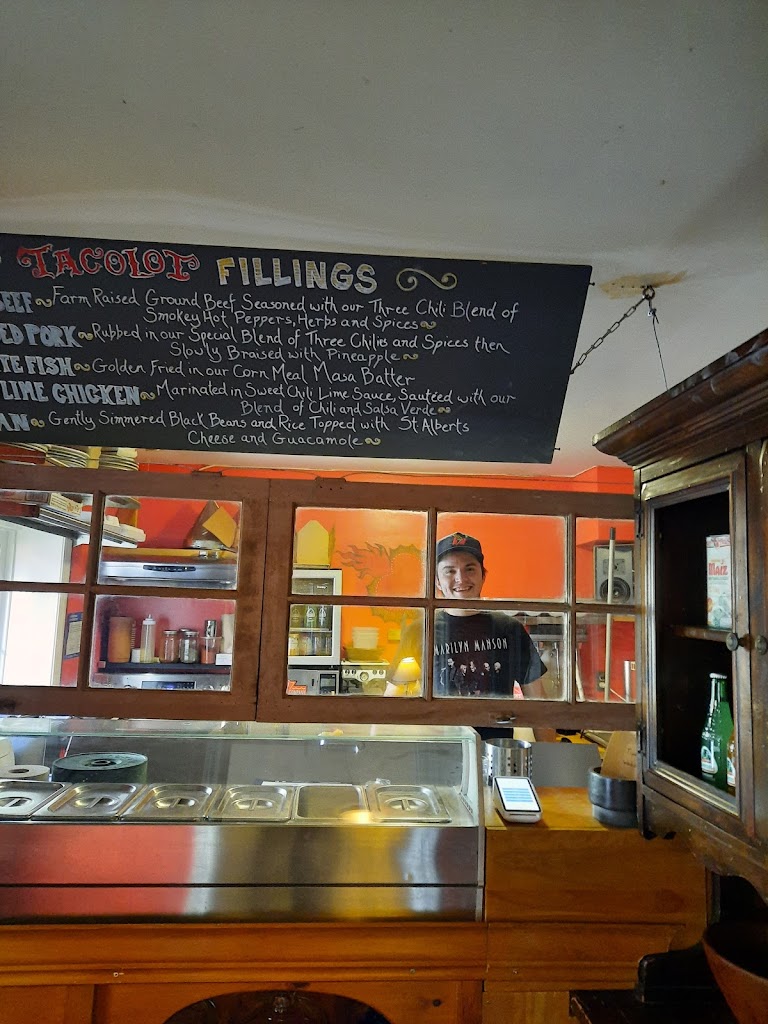 TACOLOT FILLINGS
BEEF ~ Farm Raised Ground Beef Seasoned with our Three Chili Blend of
Smokey Hot Peppers, Herbs and Spices ~
ED PORK ~ Rubbed in our Special Blend of Three Chilies and Spices then
Slowly Braised with Pineapple ~
TE FISH ~ Golden Fried in our Corn Meal Masa Batter
LIME CHICKEN ~ Marinated in Sweet Chili Lime Sauce, Sautéed with our
Blend of Chili and Salsa Verde ~
AN ~ Gently Simmered Black Beans and Rice Topped with St Alberts
Cheese and Guacamole ~
MARILYN MANSON
Maiz